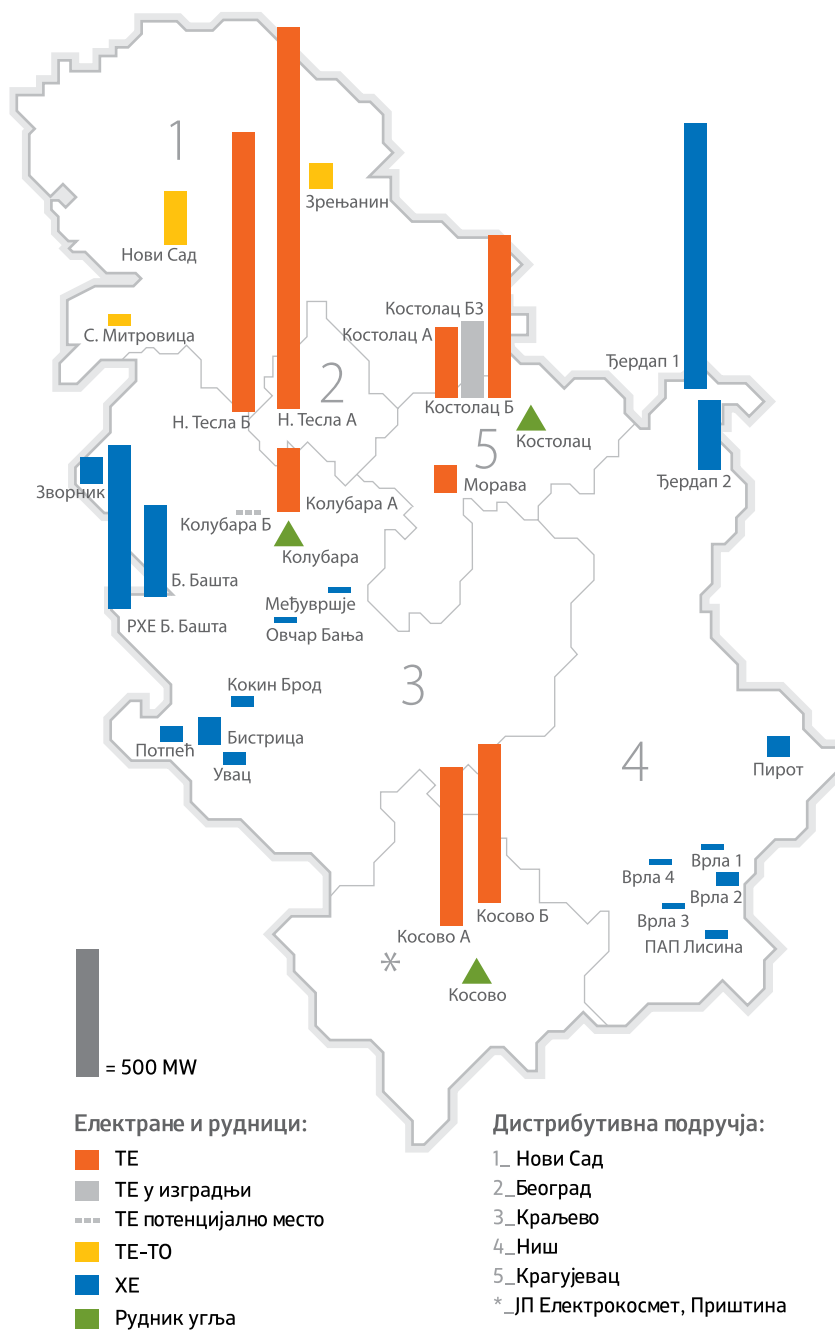 1
Зрењанин
Нови Сад
С. Митровица
Костолац Б3
Костолац А
Ђердап 1
2
Н. Тесла Б
Н. Тесла А
Костолац Б
Костолац
5
Зворник
Колубара А
Морава
Ђердап 2
Колубара Б
Колубара
Б. Башта
Међувршје
РХЕ Б. Башта
Овчар Бања
Кокин Брод
3
Потпећ
Бистрица
Увац
4
Пирот
Врла 1
Врла 4
Врла 2
Врла 3
Косово Б
Косово А
ПАП Лисина
*
Косово
= 500 MW
Електране и рудници:
ТЕ
ТЕ у изградњи
ТЕ потенцијално место
ТЕ-ТО
ХЕ
Рудник угља
Дистрибутивна подручја:
1_ Нови Сад
2_Београд
3_Краљево
4_Ниш
5_Крагујевац
*_ЈП Електрокосмет, Приштина